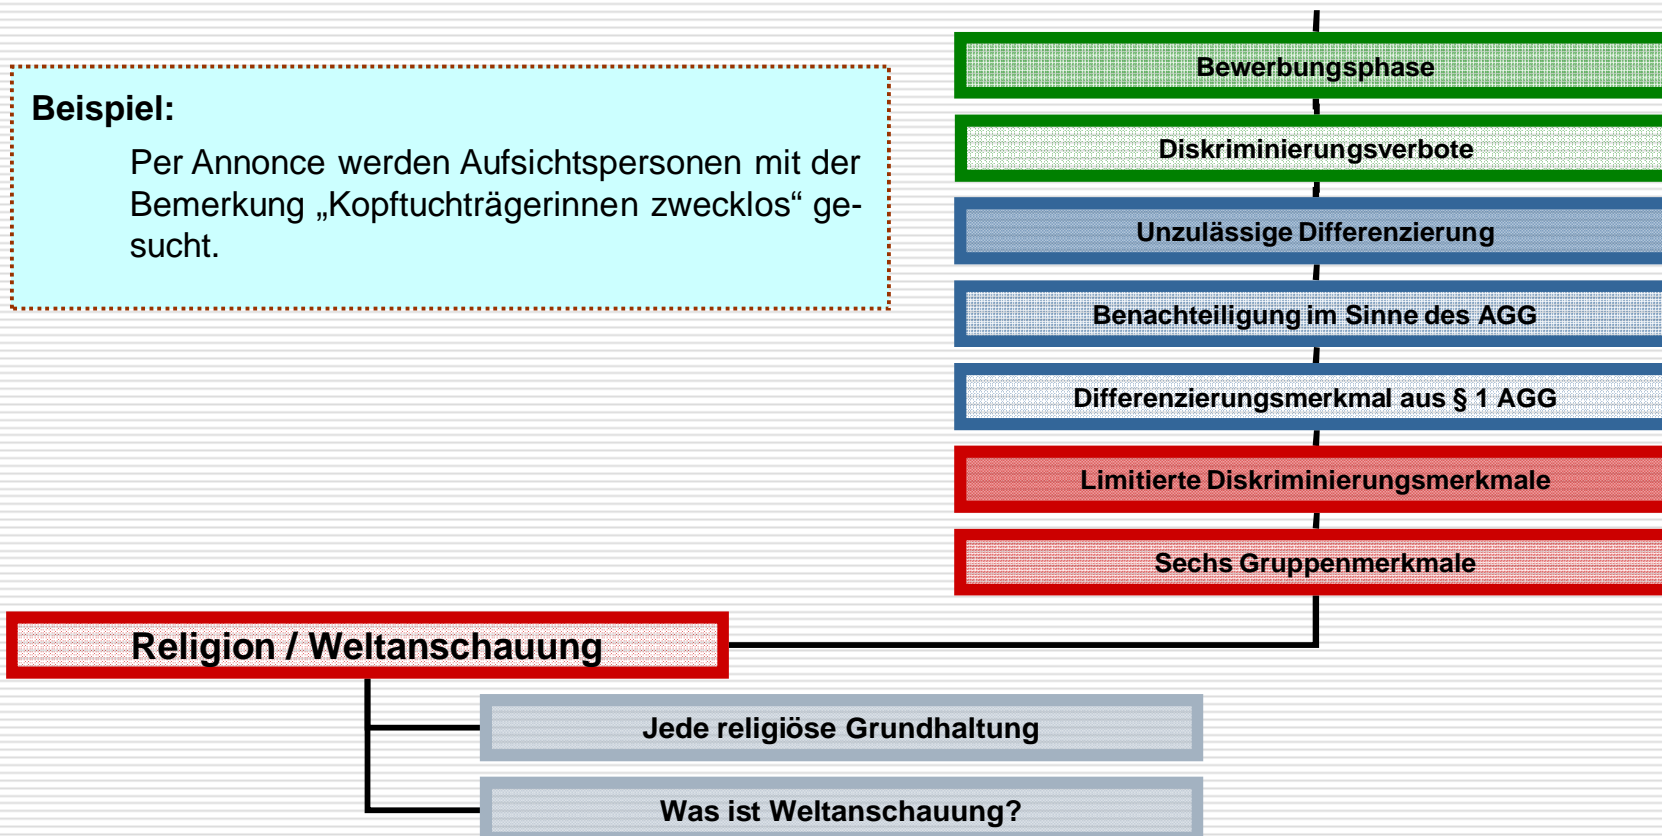 Beispiel:
Per Annonce werden Aufsichtspersonen mit der
Bemerkung „Kopftuchträgerinnen zwecklos“ ge-
sucht.
Bewerbungsphase
Diskriminierungsverbote
Unzulässige Differenzierung
Benachteiligung im Sinne des AGG
Differenzierungsmerkmal aus § 1 AGG
Limitierte Diskriminierungsmerkmale
Sechs Gruppenmerkmale
Religion / Weltanschauung
Jede religiöse Grundhaltung
Was ist Weltanschauung?